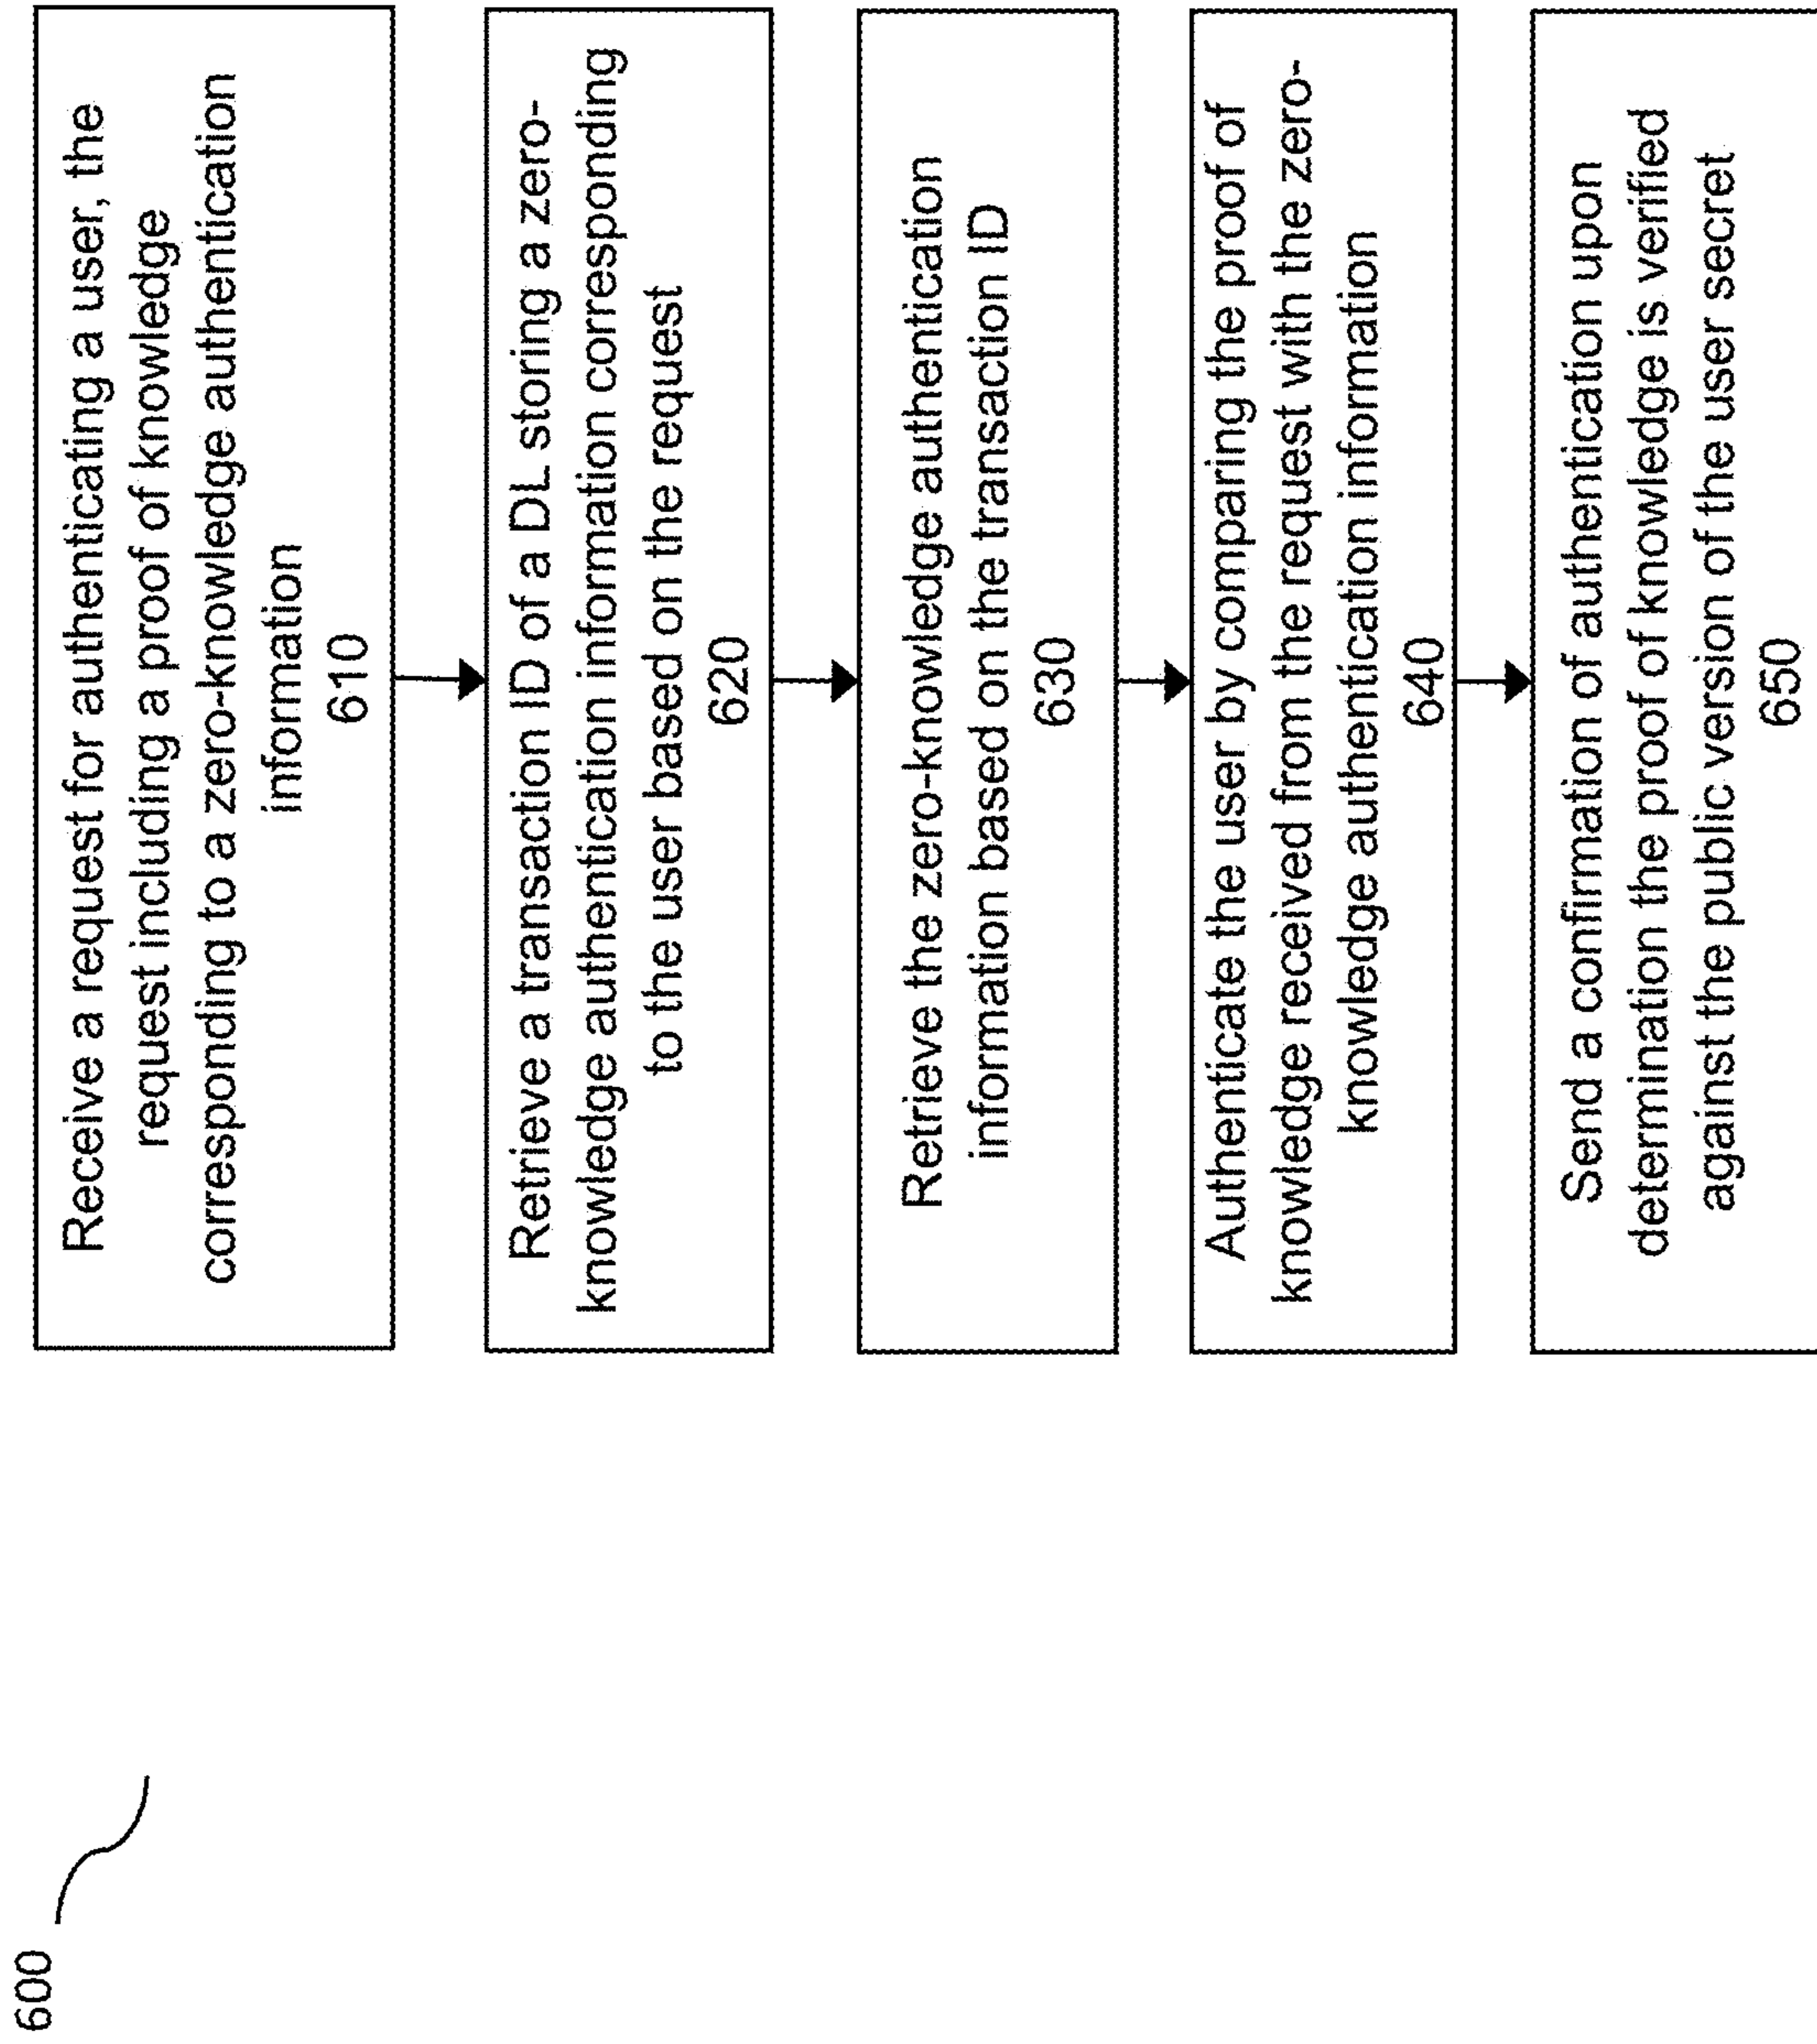 600
Receive a request for authenticating a user, the
request including a proof of knowledge
corresponding to a zero-knowledge authentication
information
610
Retrieve a transaction ID of a DL storing a zero-
knowledge authentication information corresponding
to the user based on the request
620
Retrieve the zero-knowledge authentication
information based on the transaction ID
630
Authenticate the user by comparing the proof of
knowledge received from the request with the zero-
knowledge authentication information
640
Send a confirmation of authentication upon
determination the proof of knowledge is verified
against the public version of the user secret
650